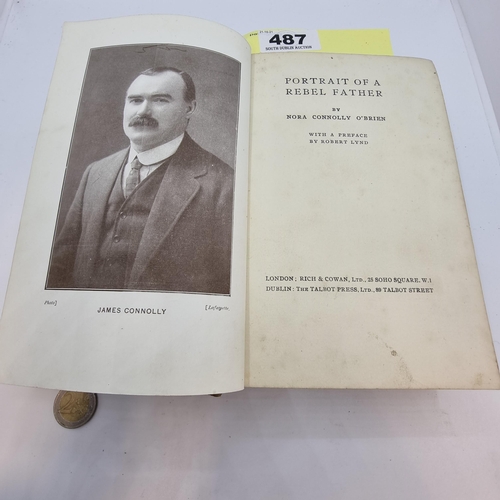 487
SOUTH DUBLIN AUCTIONS
PORTRAIT OF A
REBEL FATHER
BY
NORA CONNOLLY O'BRIEN
WITH A PREFACE
BY ROBERT LYND
LONDON: RICH & COWAN, LTD., 25 SOHO SQUARE, W.1
DUBLIN: THE TALBOT PRESS, LTD., 89 TALBOT STREET
Photo] [Lafayette
JAMES CONNOLLY